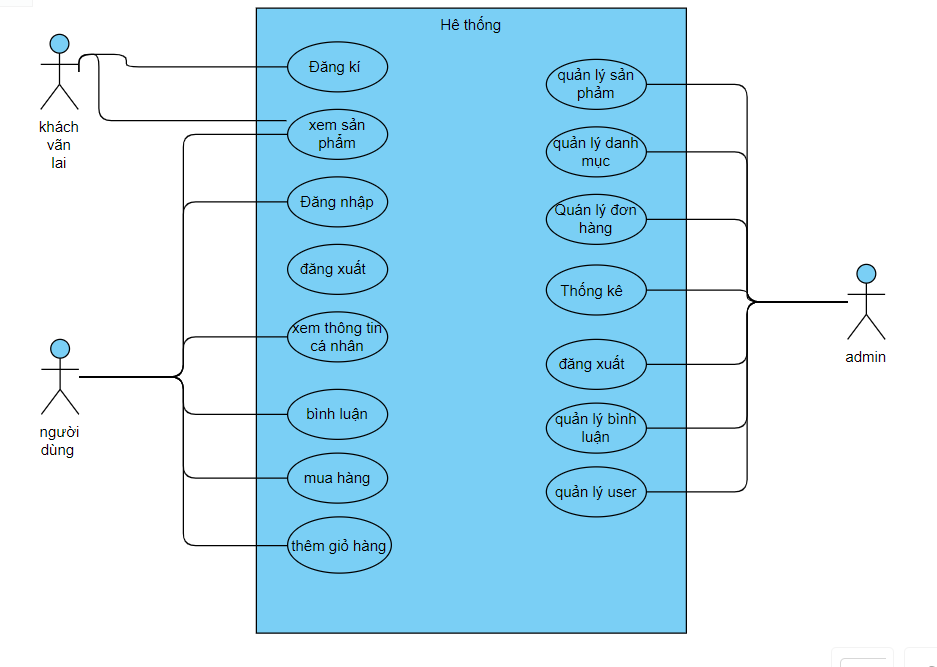 Hê thống
khách
vãn
lai
Đăng kí
xem sản
phẩm
Đăng nhập
đăng xuất
xem thông tin
cá nhân
bình luận
mua hàng
thêm giỏ hàng
người
dùng
quản lý sản
phảm
quản lý danh
mục
Quán lý đơn
hàng
Thống kê
đăng xuất
quản lý bình
luận
quản lý user
admin